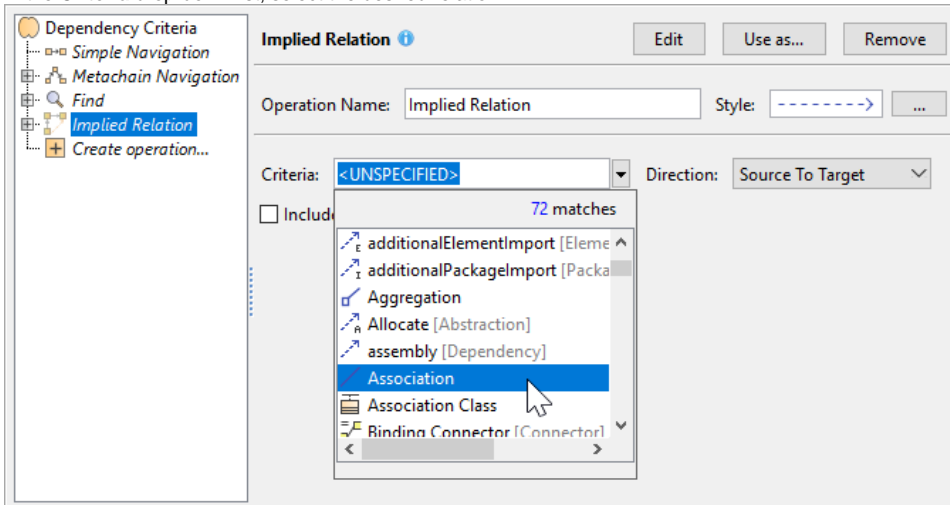 Dependency Criteria
Simple Navigation
Metachain Navigation
Find
Implied Relation
Create operation...
Implied Relation
Edit
Use as...
Remove
Operation Name: Implied Relation
Style:
...
Criteria: <UNSPECIFIED>
Direction: Source To Target
72 matches
additionalElementImport [Eleme
additionalPackageImport [Packa
Aggregation
Allocate [Abstraction]
assembly [Dependency]
Association
Association Class
Binding Connector [Connector]